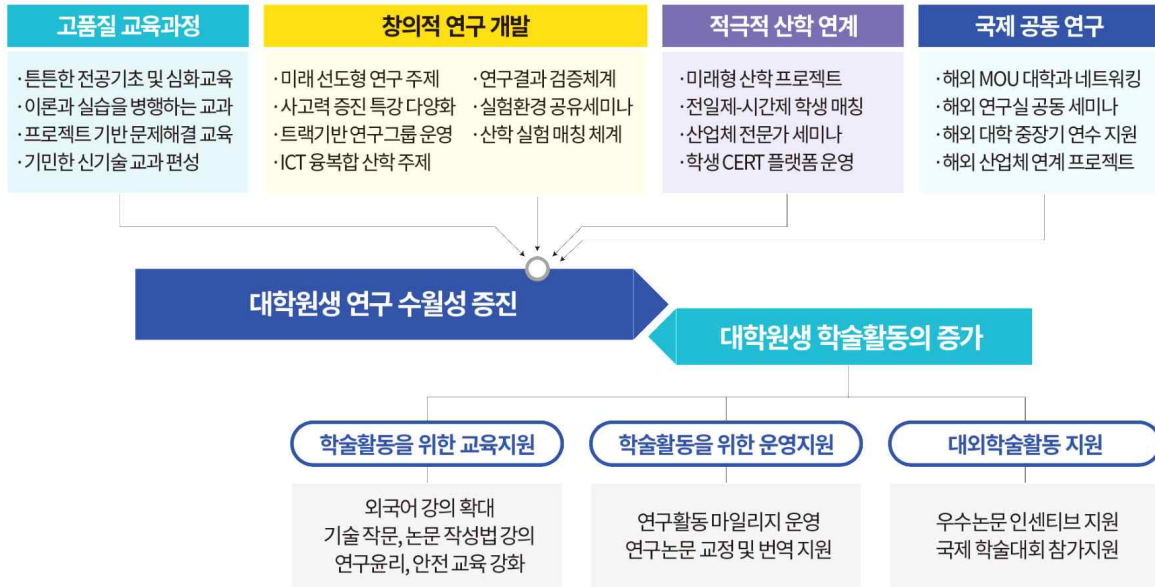 고품질 교육과정
·튼튼한 전공기초 및 심화교육
·이론과 실습을 병행하는 교과
·프로젝트 기반 문제해결 교육
·기민한 신기술 교과 편성
창의적 연구 개발
·미래 선도형 연구 주제
·사고력 증진 특강 다양화
·트랙기반 연구그룹 운영
·ICT 융복합 산학 주제
·연구결과 검증체계
·실험환경 공유세미나
·산학 실험 매칭 체계
적극적 산학 연계
·미래형 산학 프로젝트
·전일제-시간제 학생 매칭
·산업체 전문가 세미나
·학생 CERT 플랫폼 운영
국제 공동 연구
·해외 MOU 대학과 네트워킹
·해외 연구실 공동 세미나
·해외 대학 중장기 연수 지원
·해외 산업체 연계 프로젝트
대학원생 연구 수월성 증진
대학원생 학술활동의 증가
학술활동을 위한 교육지원
외국어 강의 확대
기술 작문, 논문 작성법 강의
연구윤리, 안전 교육 강화
학술활동을 위한 운영지원
연구활동 마일리지 운영
연구논문 교정 및 번역 지원
대외학술활동 지원
우수논문 인센티브 지원
국제 학술대회 참가지원